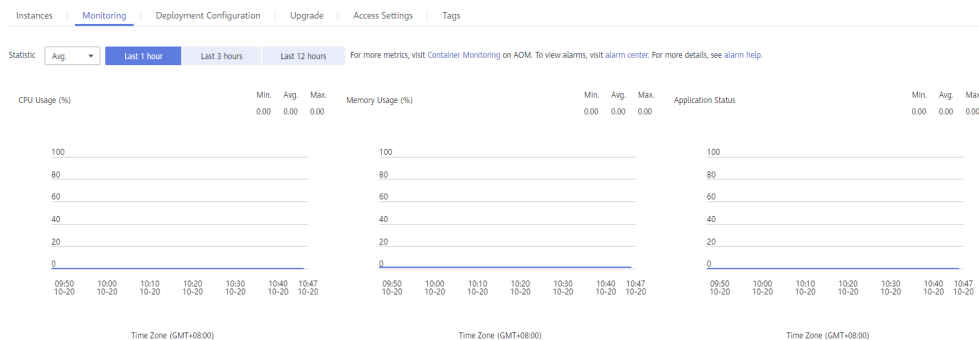 Instances Monitoring Deployment Configuration Upgrade Access Settings Tags
Statistic Avg. Last 1 hour Last 3 hours Last 12 hours For more metrics, visit Container Monitoring on AOM. To view alarms, visit alarm center. For more details, see alarm help.
CPU Usage (%) Min. Avg. Max.
0.00 0.00 0.00
100
80
60
40
20
0
09:50 10:00 10:10 10:20 10:30 10:40 10:47
10-20 10-20 10-20 10-20 10-20 10-20 10-20
Time Zone (GMT+08:00)
Memory Usage (%) Min. Avg. Max.
0.00 0.00 0.00
100
80
60
40
20
0
09:50 10:00 10:10 10:20 10:30 10:40 10:47
10-20 10-20 10-20 10-20 10-20 10-20 10-20
Time Zone (GMT+08:00)
Application Status Min. Avg. Max
0.00 0.00 0.00
100
80
60
40
20
0
09:50 10:00 10:10 10:20 10:30 10:40 10:47
10-20 10-20 10-20 10-20 10-20 10-20 10-20
Time Zone (GMT+08:00)